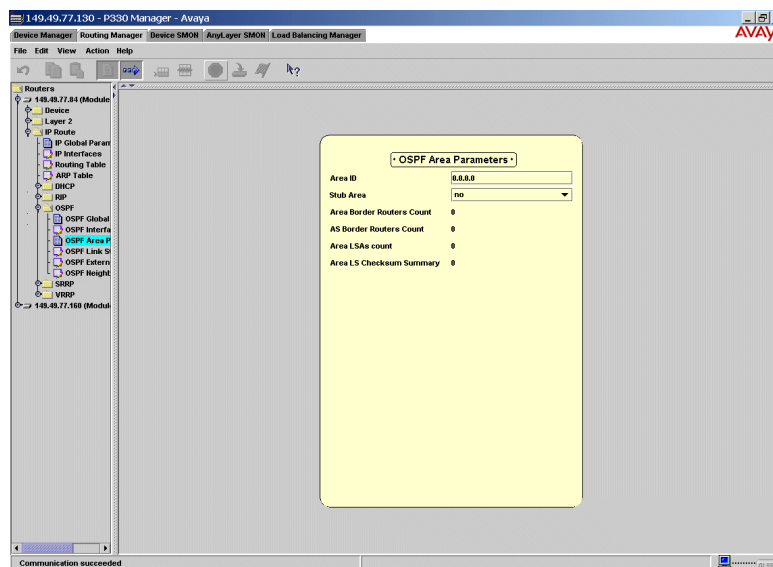 149.49.77.130 - P330 Manager - Avaya
Device Manager Routing Manager Device SMON AnyLayer SMON Load Balancing Manager
AVAY
File Edit View Action Help
Routers
149.49.77.84 (Module
Device
Layer 2
IP Route
IP Global Param
IP Interfaces
Routing Table
ARP Table
DHCP
RIP
OSPF
OSPF Global
OSPF Interfa
OSPF Area P
OSPF Link S
OSPF Extern
OSPF Neight
SRRP
VRRP
149.49.77.160 (Modul
· OSPF Area Parameters ·
Area ID 0.0.0.0
Stub Area no
Area Border Routers Count 0
AS Border Routers Count 0
Area LSAs count 0
Area LS Checksum Summary 0
Communication succeeded